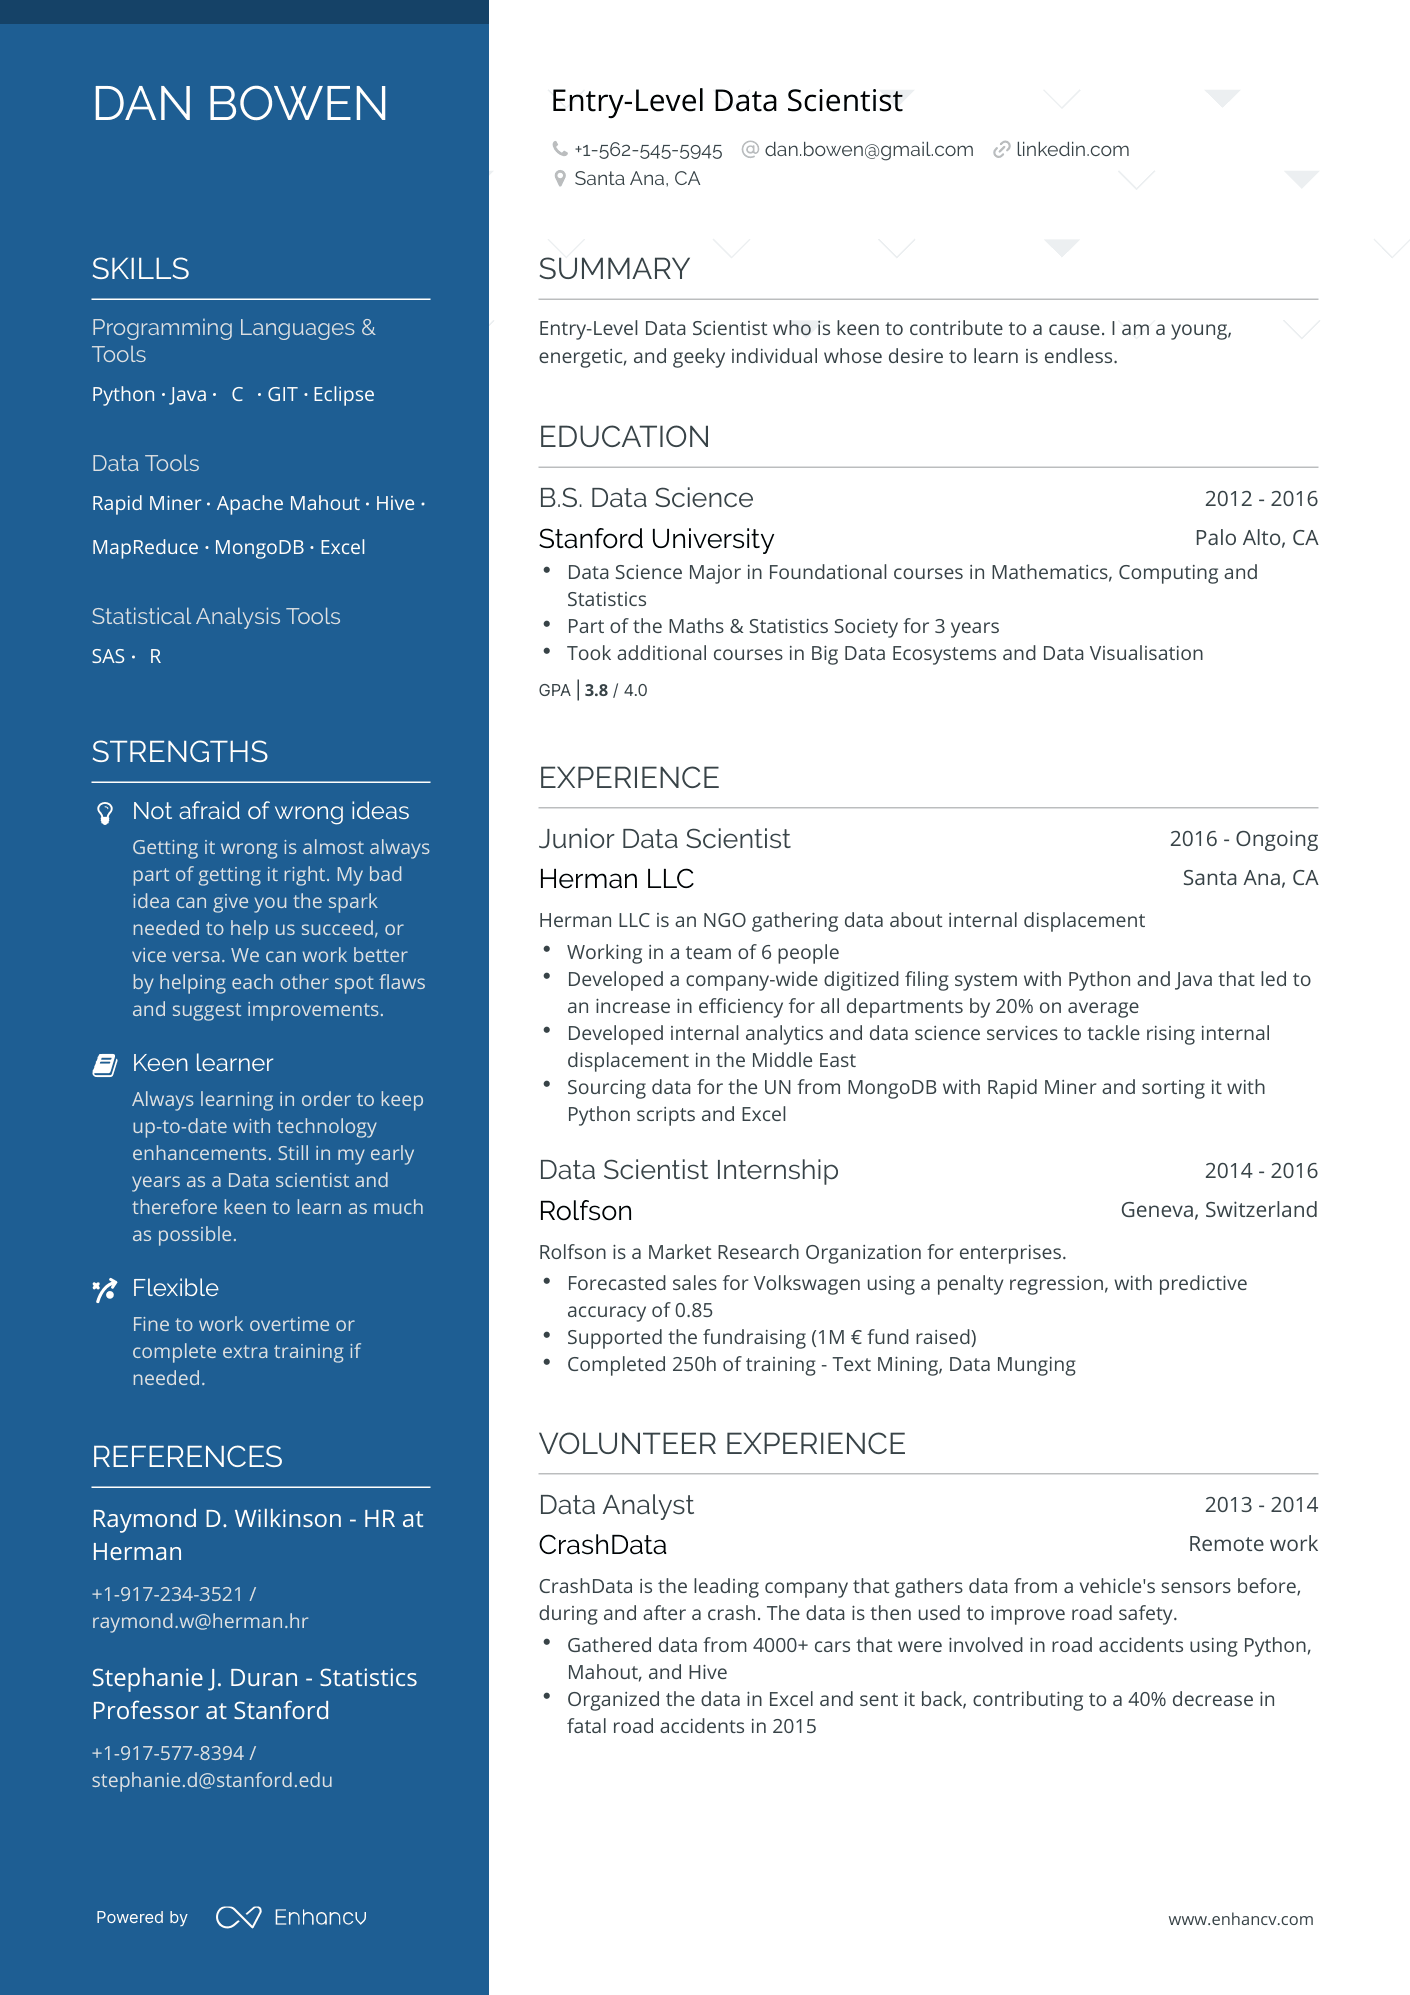 DAN BOWEN
Entry-Level Data Scientist
+1-562-545-5945 dan.bowen@gmail.com linkedin.com
Santa Ana, CA
SKILLS
Programming Languages &
Tools
Python · Java · C · GIT · Eclipse
Data Tools
Rapid Miner · Apache Mahout · Hive ·
MapReduce · MongoDB · Excel
Statistical Analysis Tools
SAS · R
STRENGTHS
Not afraid of wrong ideas
Getting it wrong is almost always
part of getting it right. My bad
idea can give you the spark
needed to help us succeed, or
vice versa. We can work better
by helping each other spot flaws
and suggest improvements.
Keen learner
Always learning in order to keep
up-to-date with technology
enhancements. Still in my early
years as a Data scientist and
therefore keen to learn as much
as possible.
Flexible
Fine to work overtime or
complete extra training if
needed.
REFERENCES
Raymond D. Wilkinson - HR at
Herman
+1-917-234-3521 /
raymond.w@herman.hr
Stephanie J. Duran - Statistics
Professor at Stanford
+1-917-577-8394 /
stephanie.d@stanford.edu
Powered by Enhancv
SUMMARY
Entry-Level Data Scientist who is keen to contribute to a cause. I am a young,
energetic, and geeky individual whose desire to learn is endless.
EDUCATION
B.S. Data Science 2012 - 2016
Stanford University Palo Alto, CA
• Data Science Major in Foundational courses in Mathematics, Computing and
Statistics
• Part of the Maths & Statistics Society for 3 years
• Took additional courses in Big Data Ecosystems and Data Visualisation
GPA | 3.8 / 4.0
EXPERIENCE
Junior Data Scientist 2016 - Ongoing
Herman LLC Santa Ana, CA
Herman LLC is an NGO gathering data about internal displacement
• Working in a team of 6 people
• Developed a company-wide digitized filing system with Python and Java that led to
an increase in efficiency for all departments by 20% on average
• Developed internal analytics and data science services to tackle rising internal
displacement in the Middle East
• Sourcing data for the UN from MongoDB with Rapid Miner and sorting it with
Python scripts and Excel
Data Scientist Internship 2014 - 2016
Rolfson Geneva, Switzerland
Rolfson is a Market Research Organization for enterprises.
• Forecasted sales for Volkswagen using a penalty regression, with predictive
accuracy of 0.85
• Supported the fundraising (1M € fund raised)
• Completed 250h of training - Text Mining, Data Munging
VOLUNTEER EXPERIENCE
Data Analyst 2013 - 2014
CrashData Remote work
CrashData is the leading company that gathers data from a vehicle's sensors before,
during and after a crash. The data is then used to improve road safety.
• Gathered data from 4000+ cars that were involved in road accidents using Python,
Mahout, and Hive
• Organized the data in Excel and sent it back, contributing to a 40% decrease in
fatal road accidents in 2015
www.enhancv.com